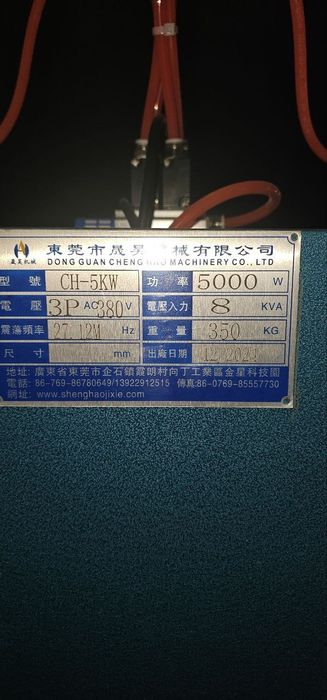 晟昊机械
東莞市晟昊機械有限公司
DONG GUAN CHENG HAO MACHINERY CO., LTD
型 號 CH-5KW 功 率 5000 W
電 壓 3P AC 380V 電壓入力 8 KVA
震蕩頻率 27.12M Hz 重 量 350 KG
尺 寸 mm 出廠日期 12 2021
地址: 廣東省東莞市企石鎮霞朗村向丁工業區金星科技園
電話: 86-769-86780649/13922912515 傳真:86-0769-85557730
網址: www.shenghaojixie.com